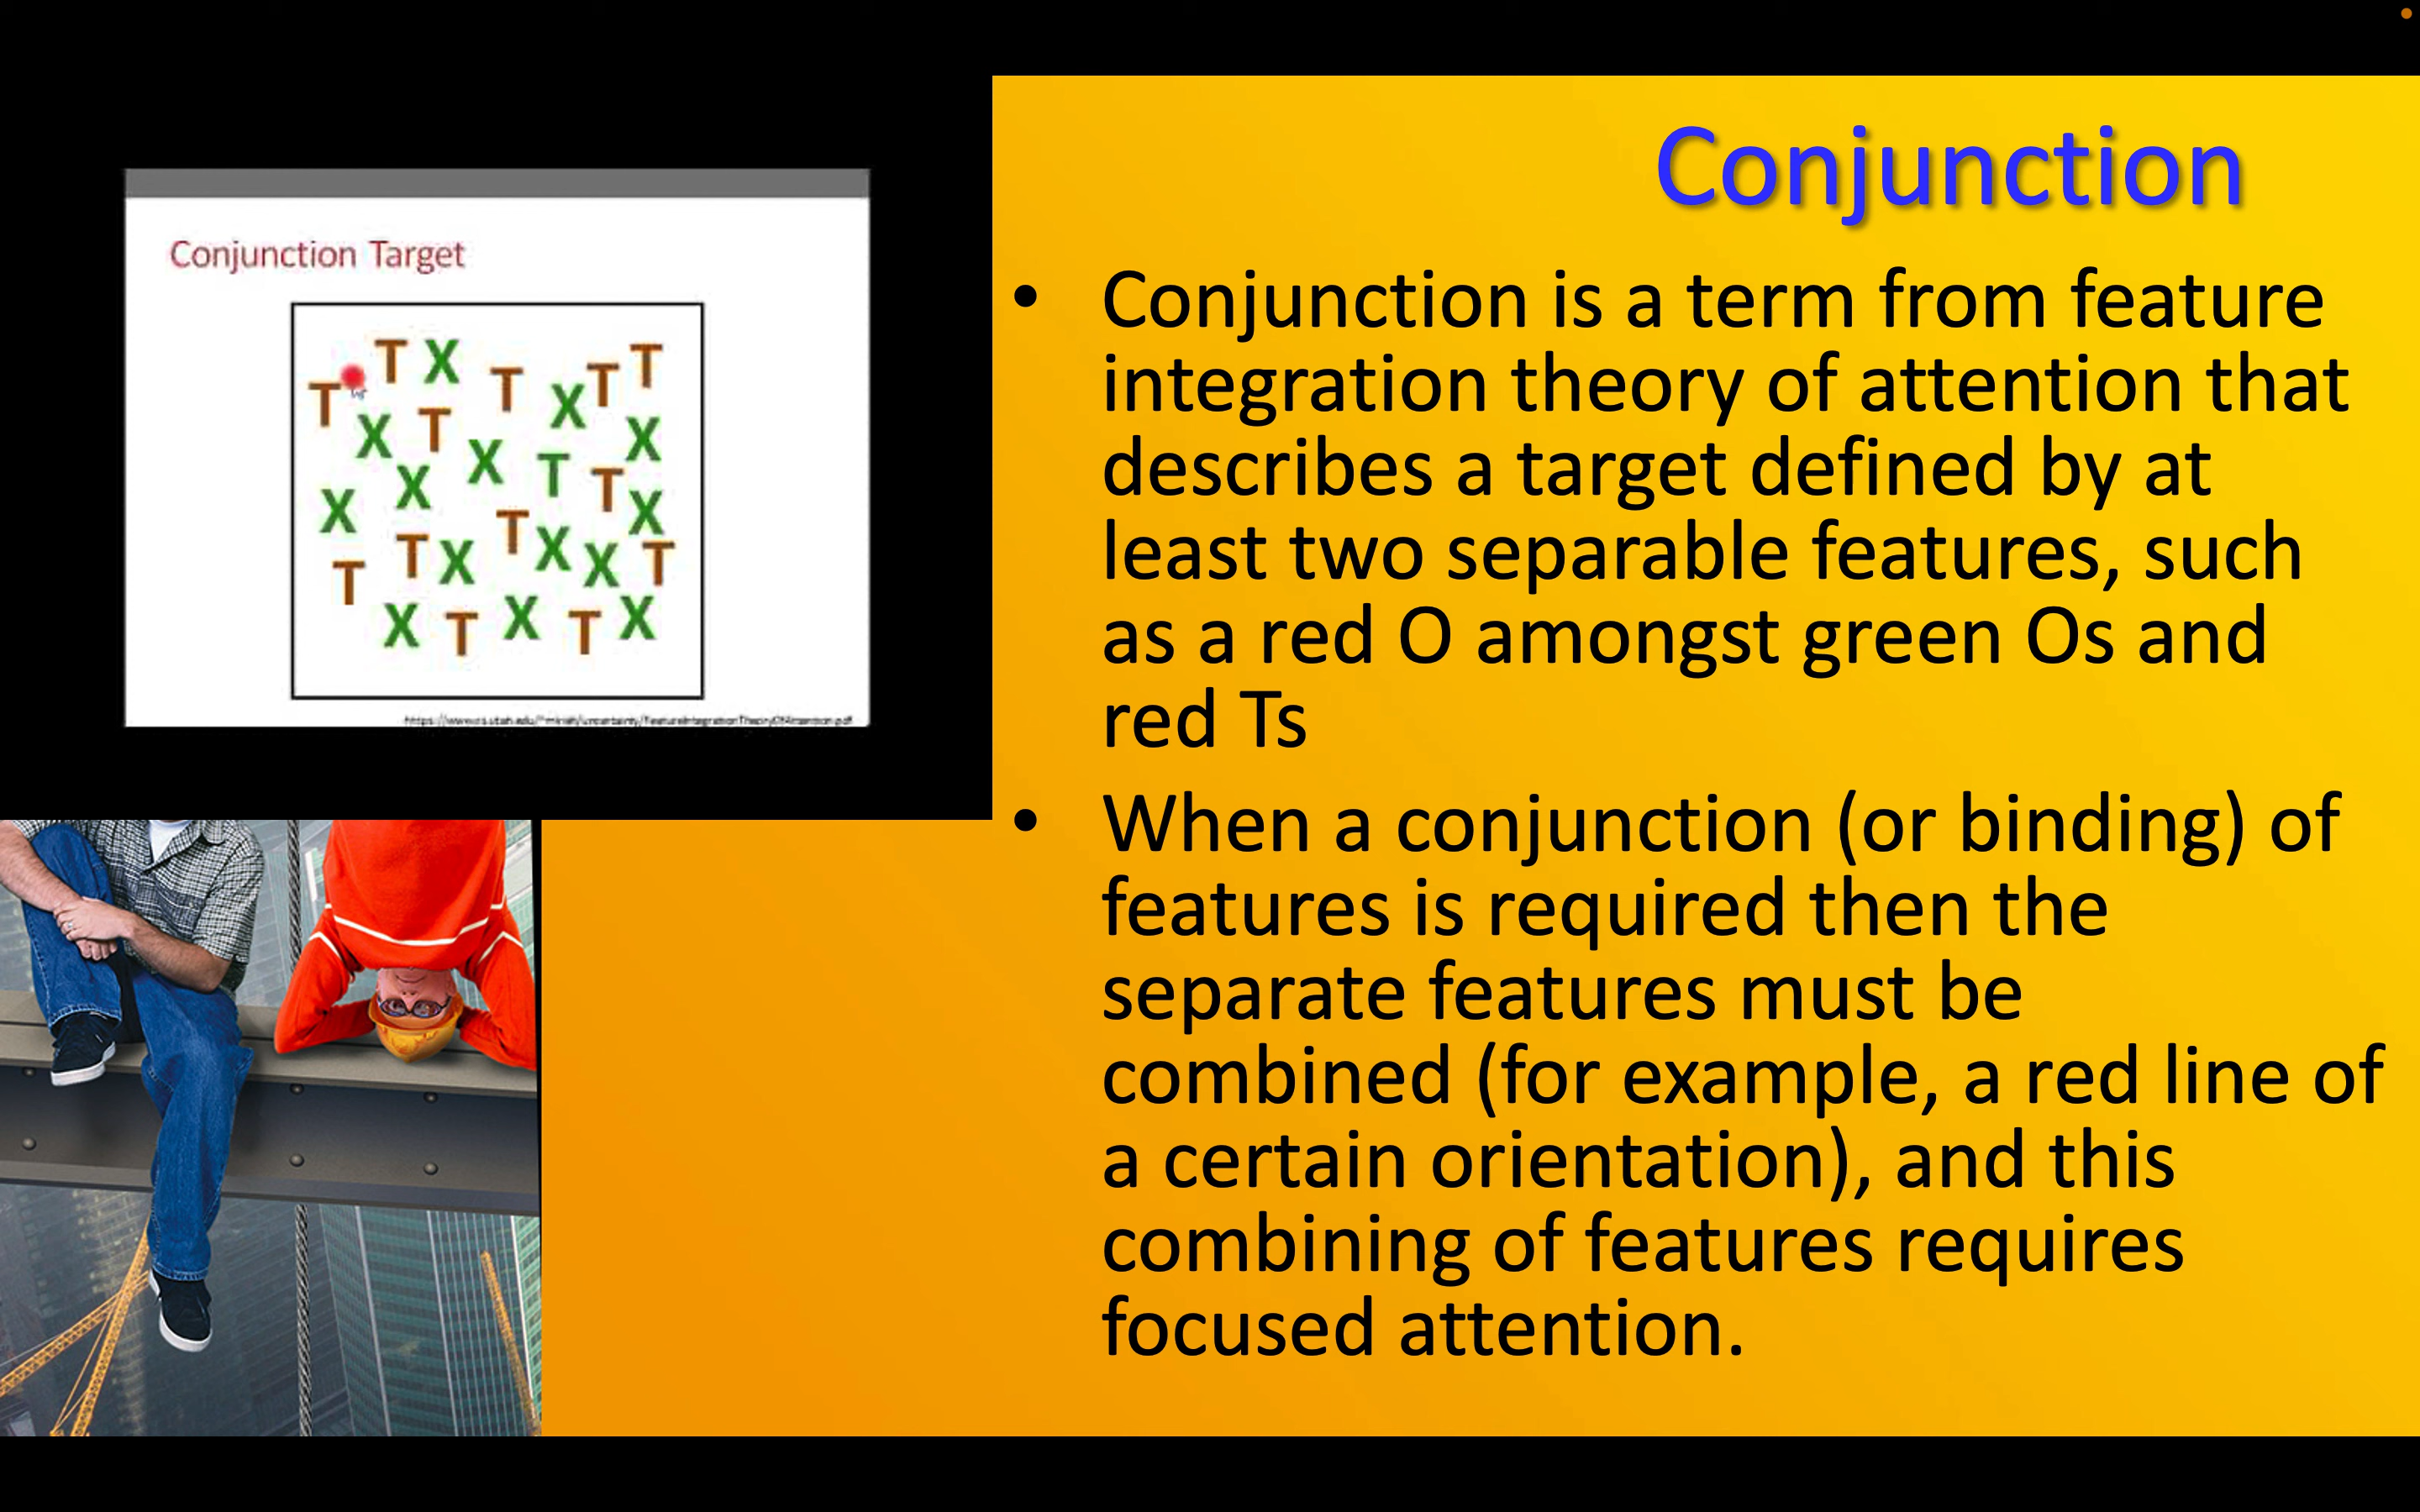 Conjunction Target
T X T X T T
T X T X T T X
X X T X X
T T X X T
X T X T X
Conjunction
• Conjunction is a term from feature
integration theory of attention that
describes a target defined by at
least two separable features, such
as a red O amongst green Os and
red Ts
• When a conjunction (or binding) of
features is required then the
separate features must be
combined (for example, a red line of
a certain orientation), and this
combining of features requires
focused attention.